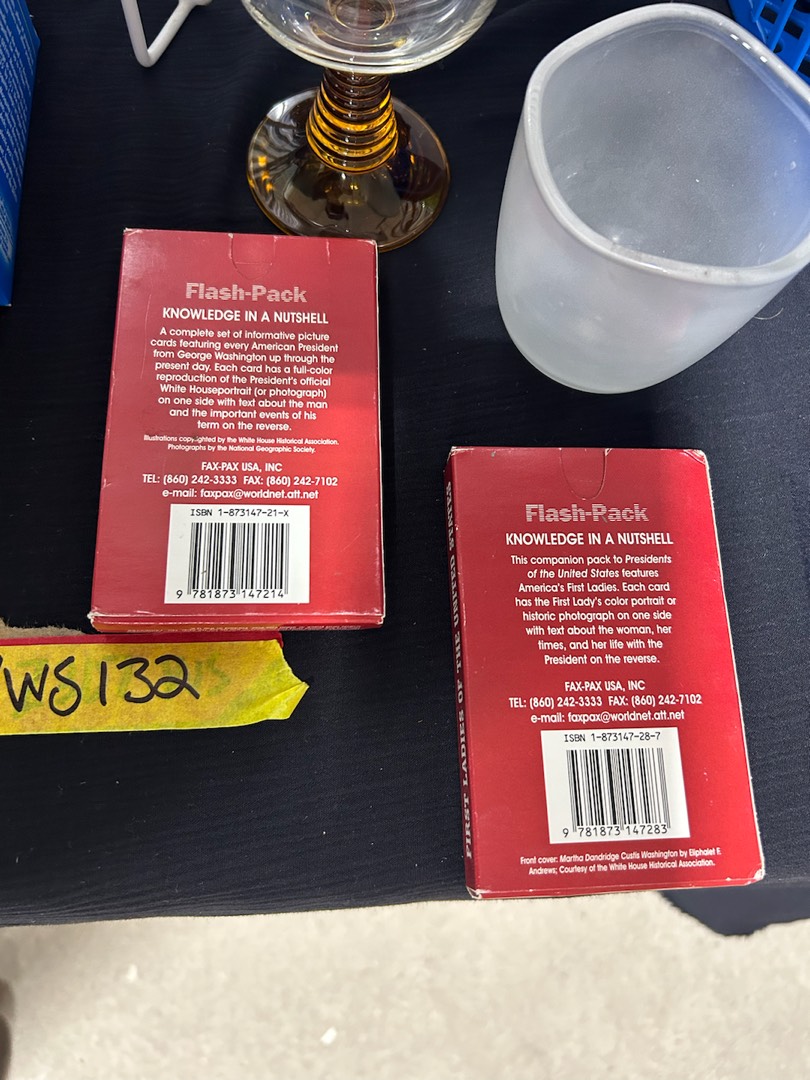 Flash-Pack
KNOWLEDGE IN A NUTSHELL
A complete set of informative picture
cards featuring every American President
from George Washington up through the
present day. Each card has a full-color
reproduction of the President's official
White Houseportrait (or photograph)
on one side with text about the man
and the important events of his
term on the reverse.
Illustrations copyrighted by the White House Historical Association.
Photographs by the National Geographic Society.
FAX-PAX USA, INC
TEL: (860) 242-3333 FAX: (860) 242-7102
e-mail: faxpax@worldnet.att.net
ISBN 1-873147-21-X
9 781873 147214
WS132
FIRST LADIES OF THE UNITED STATES
Flash-Pack
KNOWLEDGE IN A NUTSHELL
This companion pack to Presidents
of the United States features
America's First Ladies. Each card
has the First Lady's color portrait or
historic photograph on one side
with text about the woman, her
times, and her life with the
President on the reverse.
FAX-PAX USA, INC
TEL: (860) 242-3333 FAX: (860) 242-7102
e-mail: faxpax@worldnet.att.net
ISBN 1-873147-28-7
9 781873 147283
Front cover: Martha Dandridge Custis Washington by Eliphalet F.
Andrews; Courtesy of the White House Historical Association.